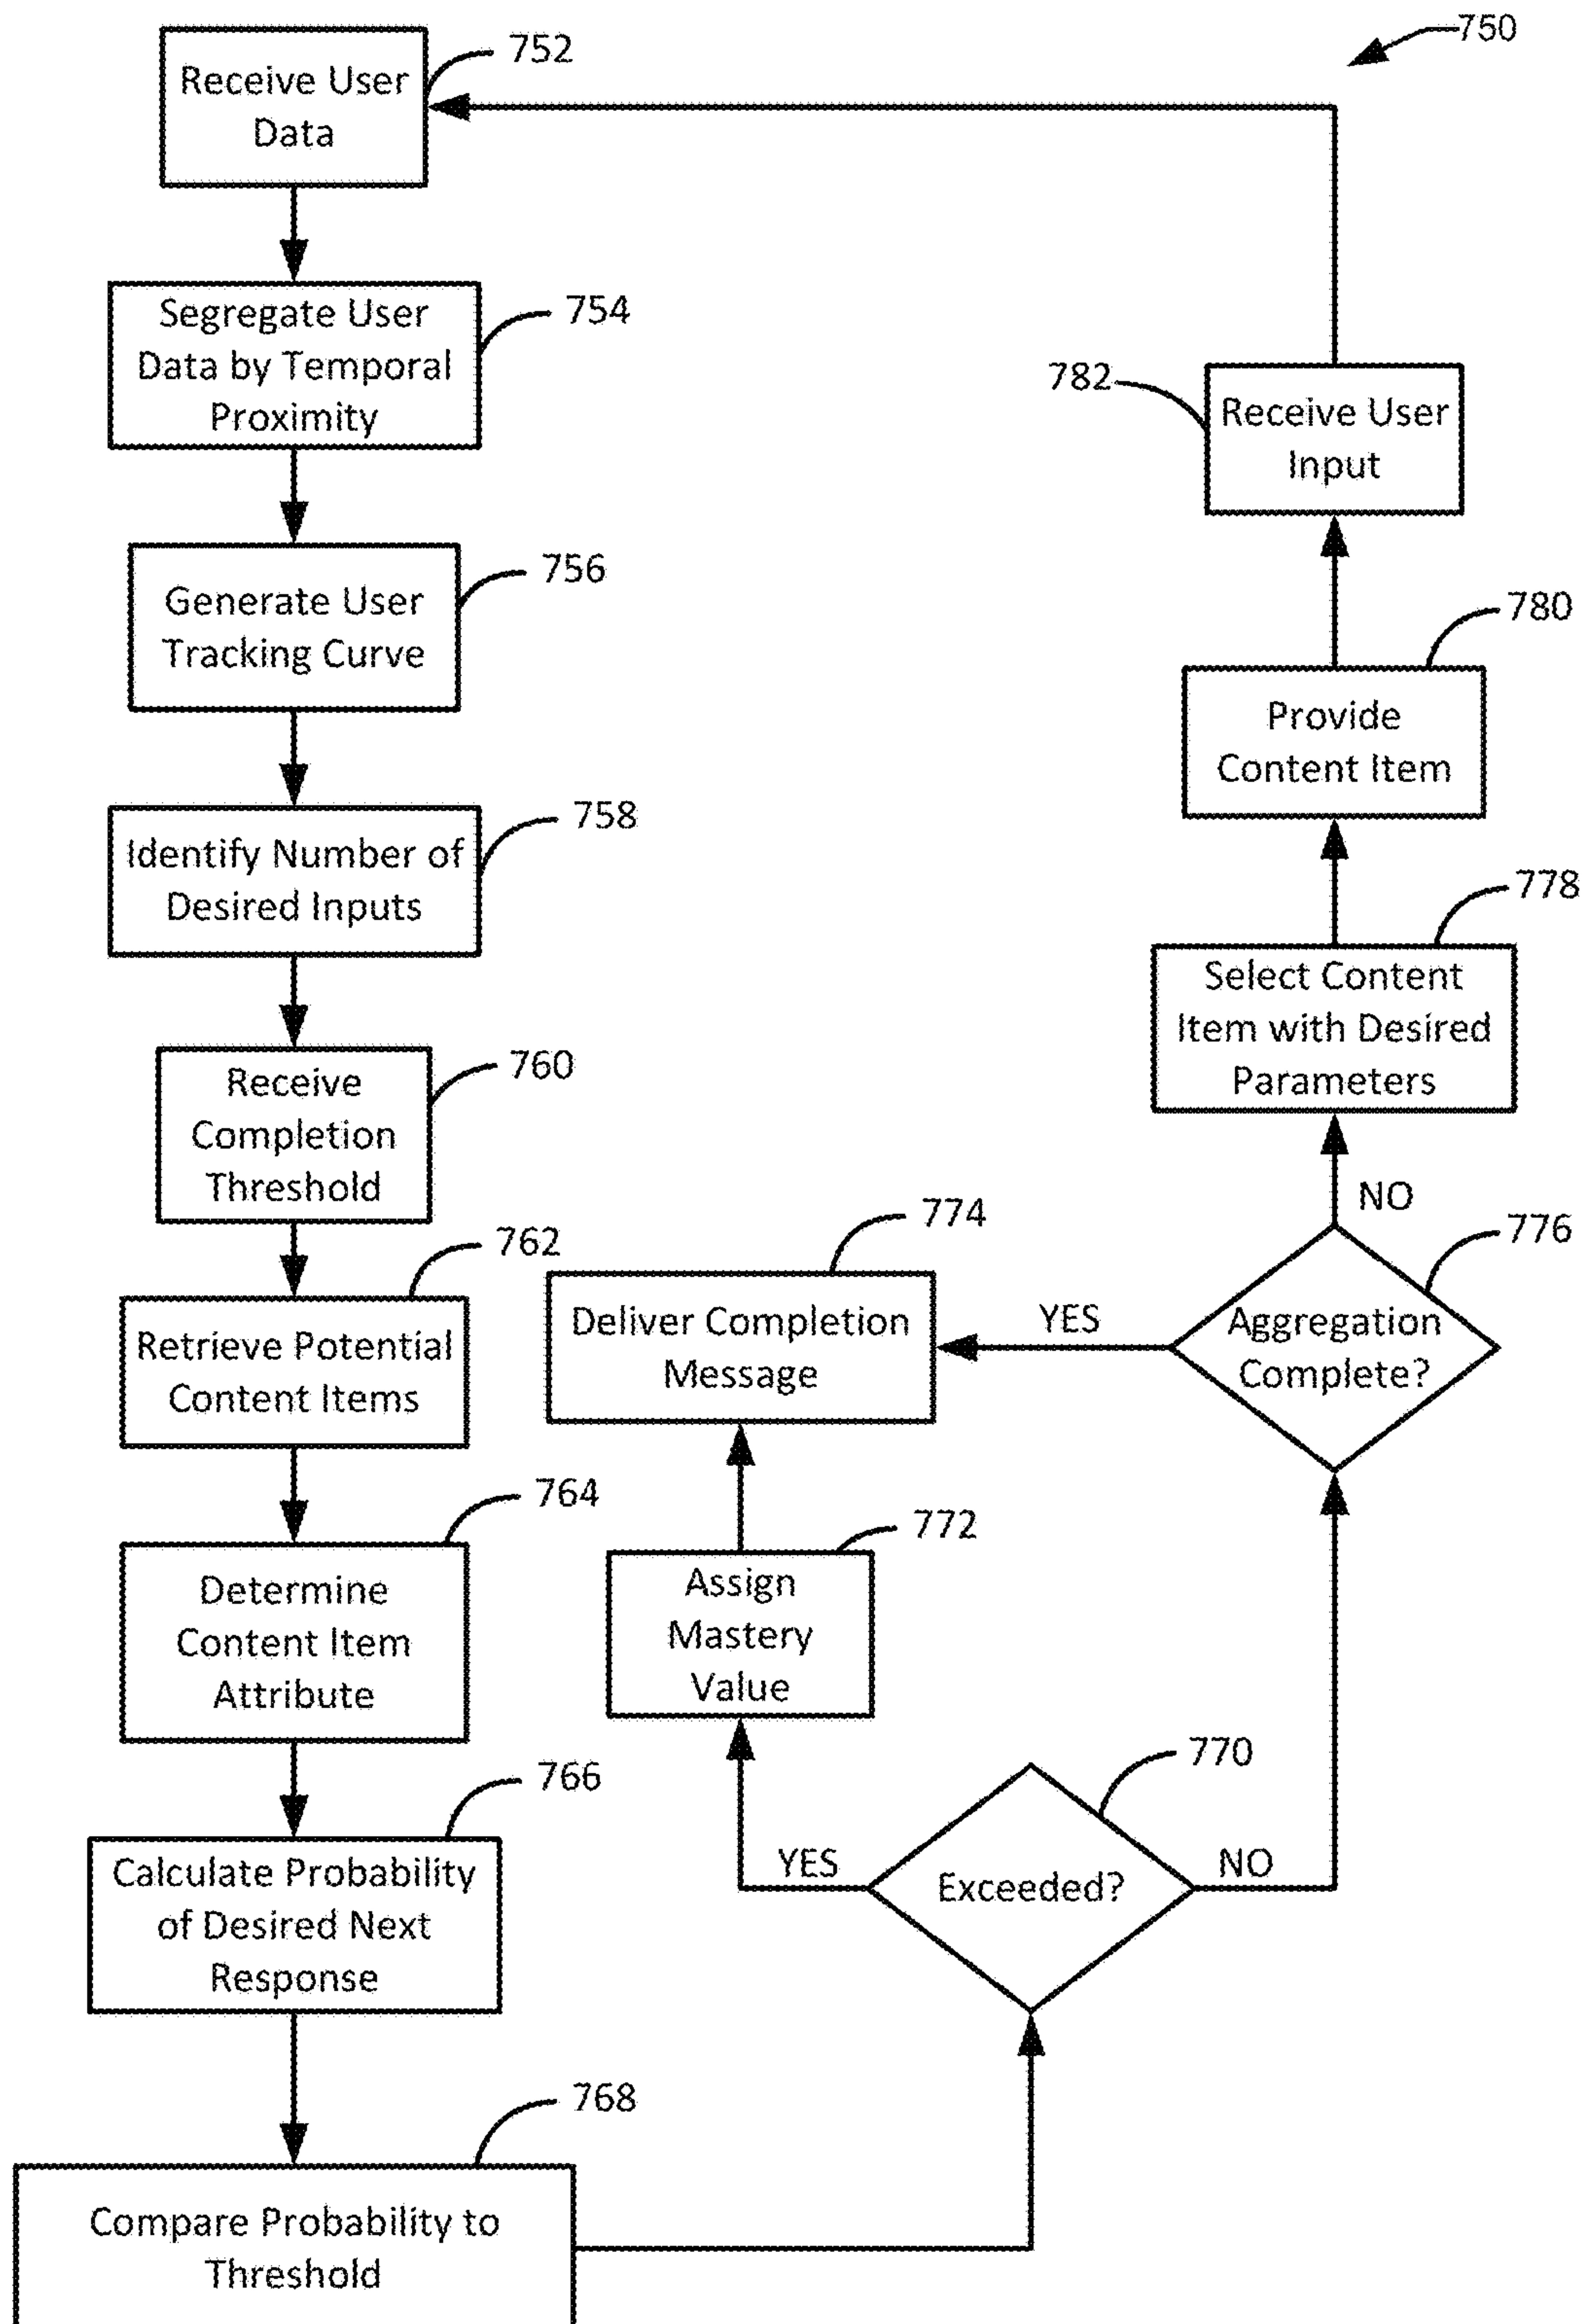 750
Receive User
Data
752
Segregate User
Data by Temporal
Proximity
754
Generate User
Tracking Curve
756
Identify Number of
Desired Inputs
758
Receive
Completion
Threshold
760
Retrieve Potential
Content Items
762
Determine
Content Item
Attribute
764
Calculate Probability
of Desired Next
Response
766
Compare Probability to
Threshold
768
Exceeded?
770
YES
NO
Assign
Mastery
Value
772
Deliver Completion
Message
774
Aggregation
Complete?
776
YES
NO
Select Content
Item with Desired
Parameters
778
Provide
Content Item
780
Receive User
Input
782